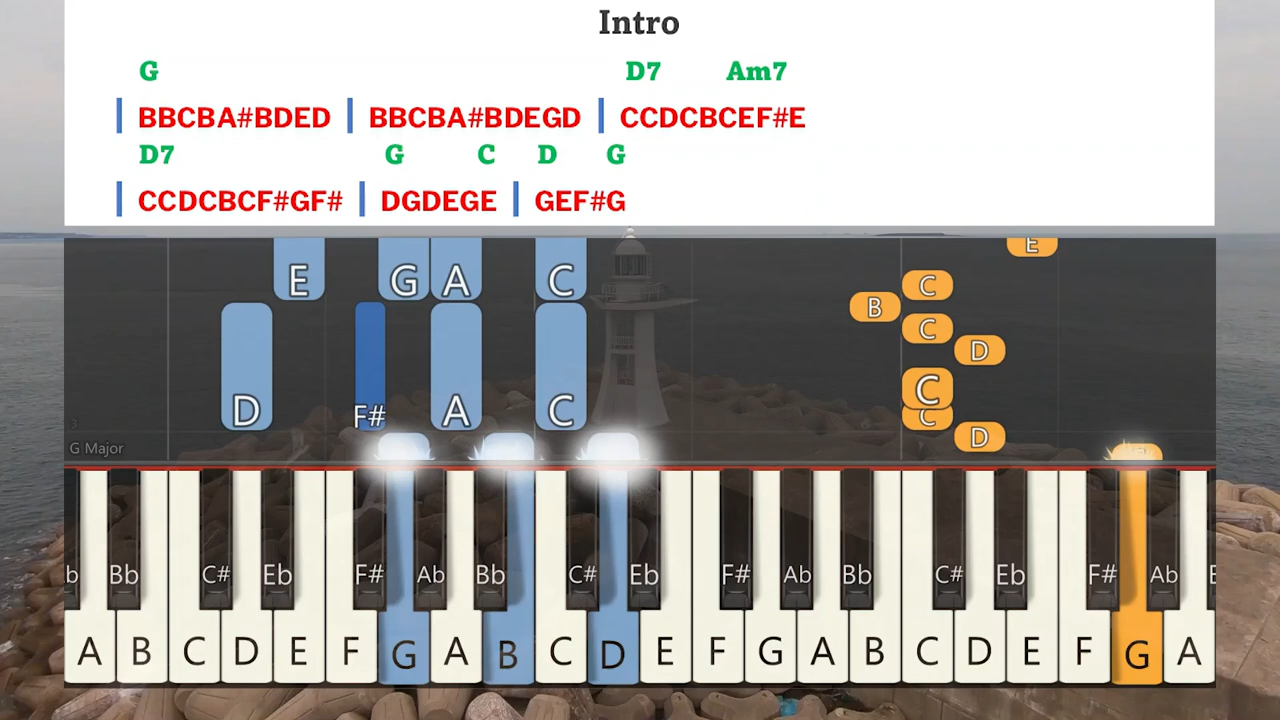 Intro
G D7 Am7
BBCBA#BDED BBCBA#BDEGD CCDCBCEF#E
D7 G C D G
CCDCBCF#GF# DGDEGE GEF#G
E
E G A C C
B
C
D
C
D F# A C C
D
3
G Major
b Bb C# Eb F# Ab Bb C# Eb F# Ab Bb C# Eb F# Ab E
A B C D E F G A B C D E F G A B C D E F G A